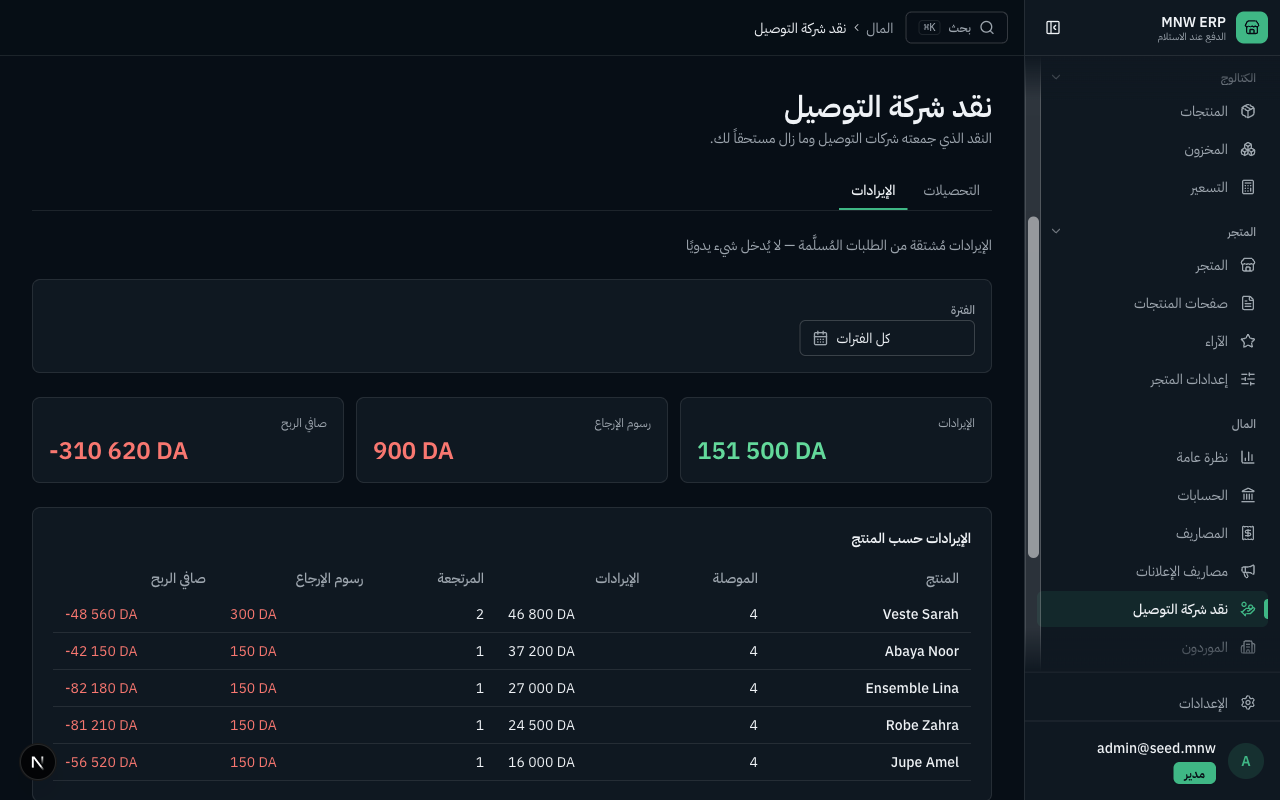 MNW ERP
الدفع عند الاستلام
الكتالوج
المنتجات
المخزون
التسعير
المتجر
المتجر
صفحات المنتجات
الآراء
إعدادات المتجر
المال
نظرة عامة
الحسابات
المصاريف
مصاريف الإعلانات
نقد شركة التوصيل
الموردون
الإعدادات
A admin@seed.mnw
مدير
بحث ⌘K
المال › نقد شركة التوصيل
نقد شركة التوصيل
النقد الذي جمعته شركات التوصيل وما زال مستحقاً لك.
التحصيلات الإيرادات
الإيرادات مُشتقة من الطلبات المُسلَّمة — لا يُدخل شيء يدويًا
الفترة
كل الفترات
الإيرادات
151 500 DA
رسوم الإرجاع
900 DA
صافي الربح
-310 620 DA
الإيرادات حسب المنتج
المنتج الموصلة الإيرادات المرتجعة رسوم الإرجاع صافي الربح
Veste Sarah 4 46 800 DA 2 300 DA -48 560 DA
Abaya Noor 4 37 200 DA 1 150 DA -42 150 DA
Ensemble Lina 4 27 000 DA 1 150 DA -82 180 DA
Robe Zahra 4 24 500 DA 1 150 DA -81 210 DA
Jupe Amel 4 16 000 DA 1 150 DA -56 520 DA
N